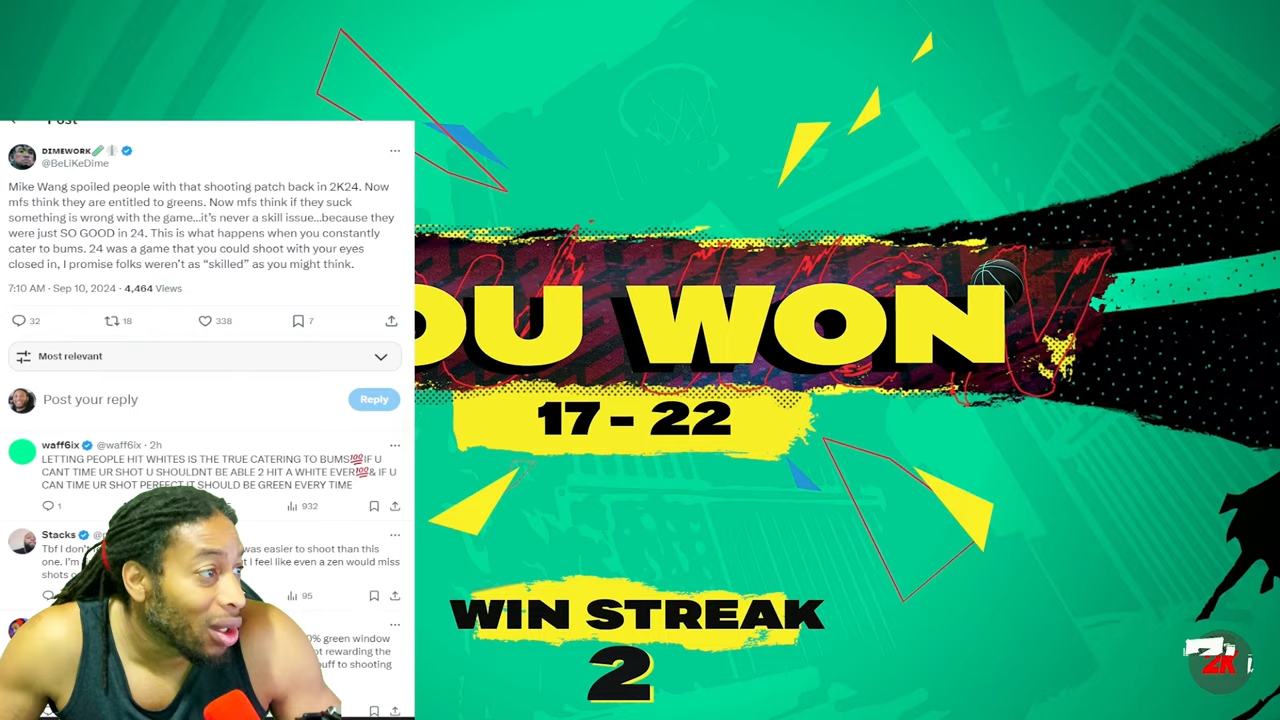 Post
DIMEWORK
@BeLiKeDime
Mike Wang spoiled people with that shooting patch back in 2K24. Now
mfs think they are entitled to greens. Now mfs think if they suck
something is wrong with the game...it's never a skill issue...because they
were just SO GOOD in 24. This is what happens when you constantly
cater to bums. 24 was a game that you could shoot with your eyes
closed in, I promise folks weren't as "skilled" as you might think.
7:10 AM · Sep 10, 2024 · 4,464 Views
32 18 338 7
Most relevant
Post your reply
Reply
waff6ix @waff6ix · 2h
LETTING PEOPLE HIT WHITES IS THE TRUE CATERING TO BUMS💯IF U
CANT TIME UR SHOT U SHOULDNT BE ABLE 2 HIT A WHITE EVER💯& IF U
CAN TIME UR SHOT PERFECT IT SHOULD BE GREEN EVERY TIME
1 932
Stacks
Tbf I don't was easier to shoot than this
one. I'm I feel like even a zen would miss
shots
95
green window
rewarding the
to shooting
OU WON
17 - 22
WIN STREAK
2
2K